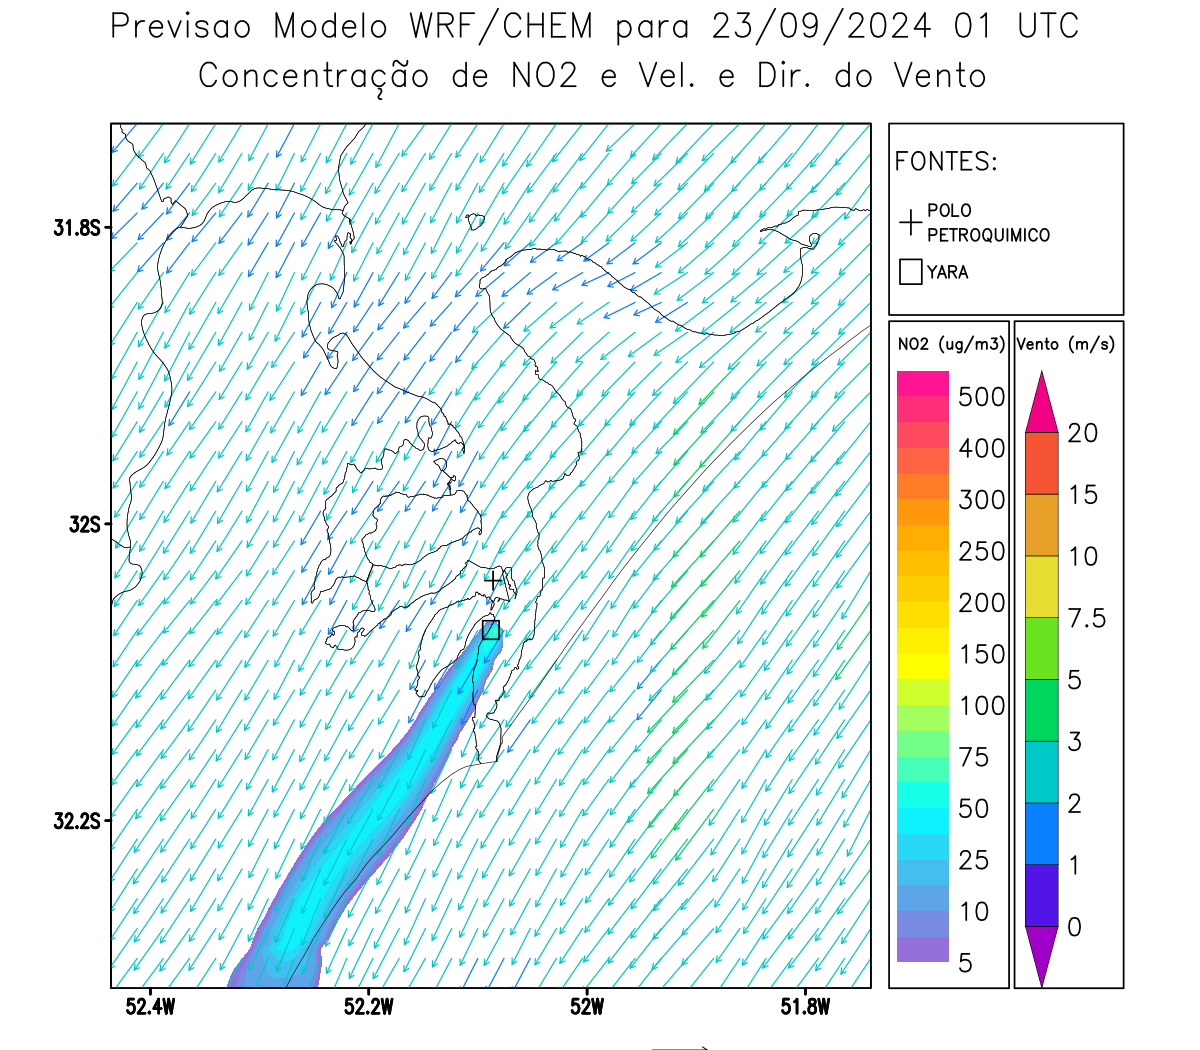 Previsao Modelo WRF/CHEM para 23/09/2024 01 UTC
Concentração de NO2 e Vel. e Dir. do Vento
FONTES:
POLO
PETROQUIMICO
YARA
NO2 (ug/m3)
500
400
300
250
200
150
100
75
50
25
10
5
Vento (m/s)
20
15
10
7.5
5
3
2
1
0
31.8S
32S
32.2S
52.4W
52.2W
52W
51.8W